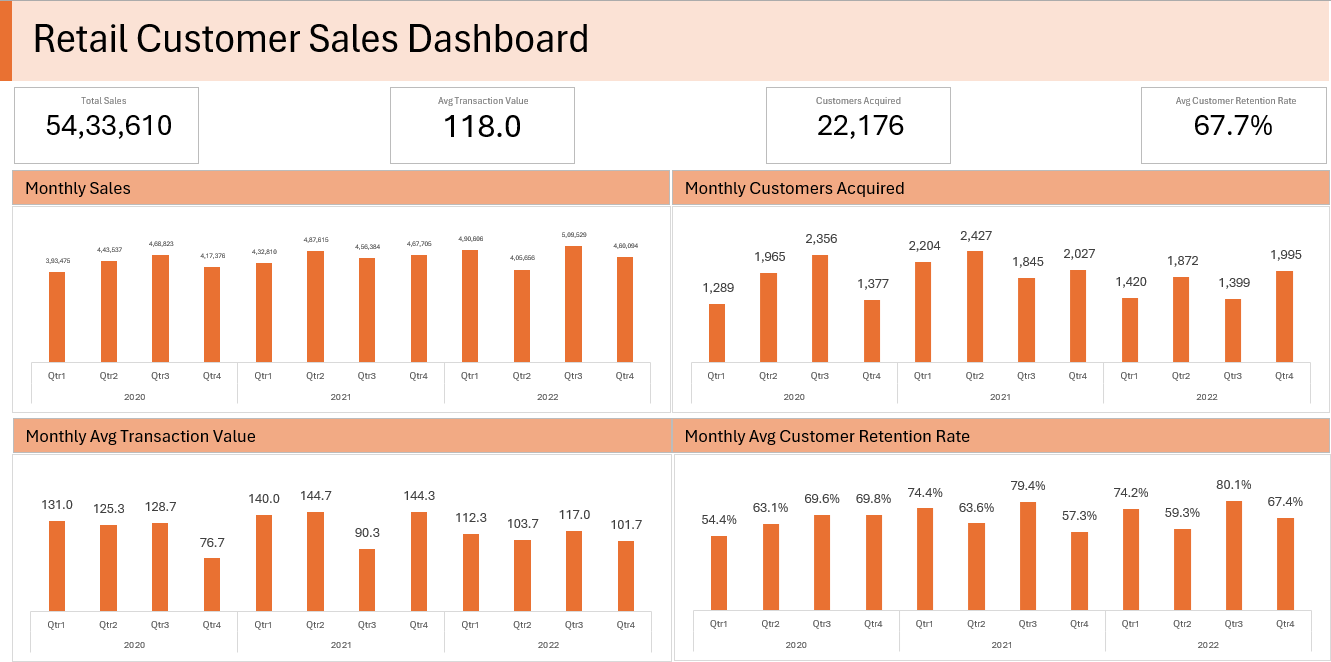 Retail Customer Sales Dashboard
Total Sales
54,33,610
Avg Transaction Value
118.0
Customers Acquired
22,176
Avg Customer Retention Rate
67.7%
Monthly Sales
3,93,475 4,43,537 4,68,823 4,17,376 4,32,810 4,87,615 4,56,384 4,67,705 4,90,606 4,05,656 5,09,529 4,60,094
Qtr1 Qtr2 Qtr3 Qtr4 Qtr1 Qtr2 Qtr3 Qtr4 Qtr1 Qtr2 Qtr3 Qtr4
2020 2021 2022
Monthly Customers Acquired
1,289 1,965 2,356 1,377 2,204 2,427 1,845 2,027 1,420 1,872 1,399 1,995
Qtr1 Qtr2 Qtr3 Qtr4 Qtr1 Qtr2 Qtr3 Qtr4 Qtr1 Qtr2 Qtr3 Qtr4
2020 2021 2022
Monthly Avg Transaction Value
131.0 125.3 128.7 76.7 140.0 144.7 90.3 144.3 112.3 103.7 117.0 101.7
Qtr1 Qtr2 Qtr3 Qtr4 Qtr1 Qtr2 Qtr3 Qtr4 Qtr1 Qtr2 Qtr3 Qtr4
2020 2021 2022
Monthly Avg Customer Retention Rate
54.4% 63.1% 69.6% 69.8% 74.4% 63.6% 79.4% 57.3% 74.2% 59.3% 80.1% 67.4%
Qtr1 Qtr2 Qtr3 Qtr4 Qtr1 Qtr2 Qtr3 Qtr4 Qtr1 Qtr2 Qtr3 Qtr4
2020 2021 2022